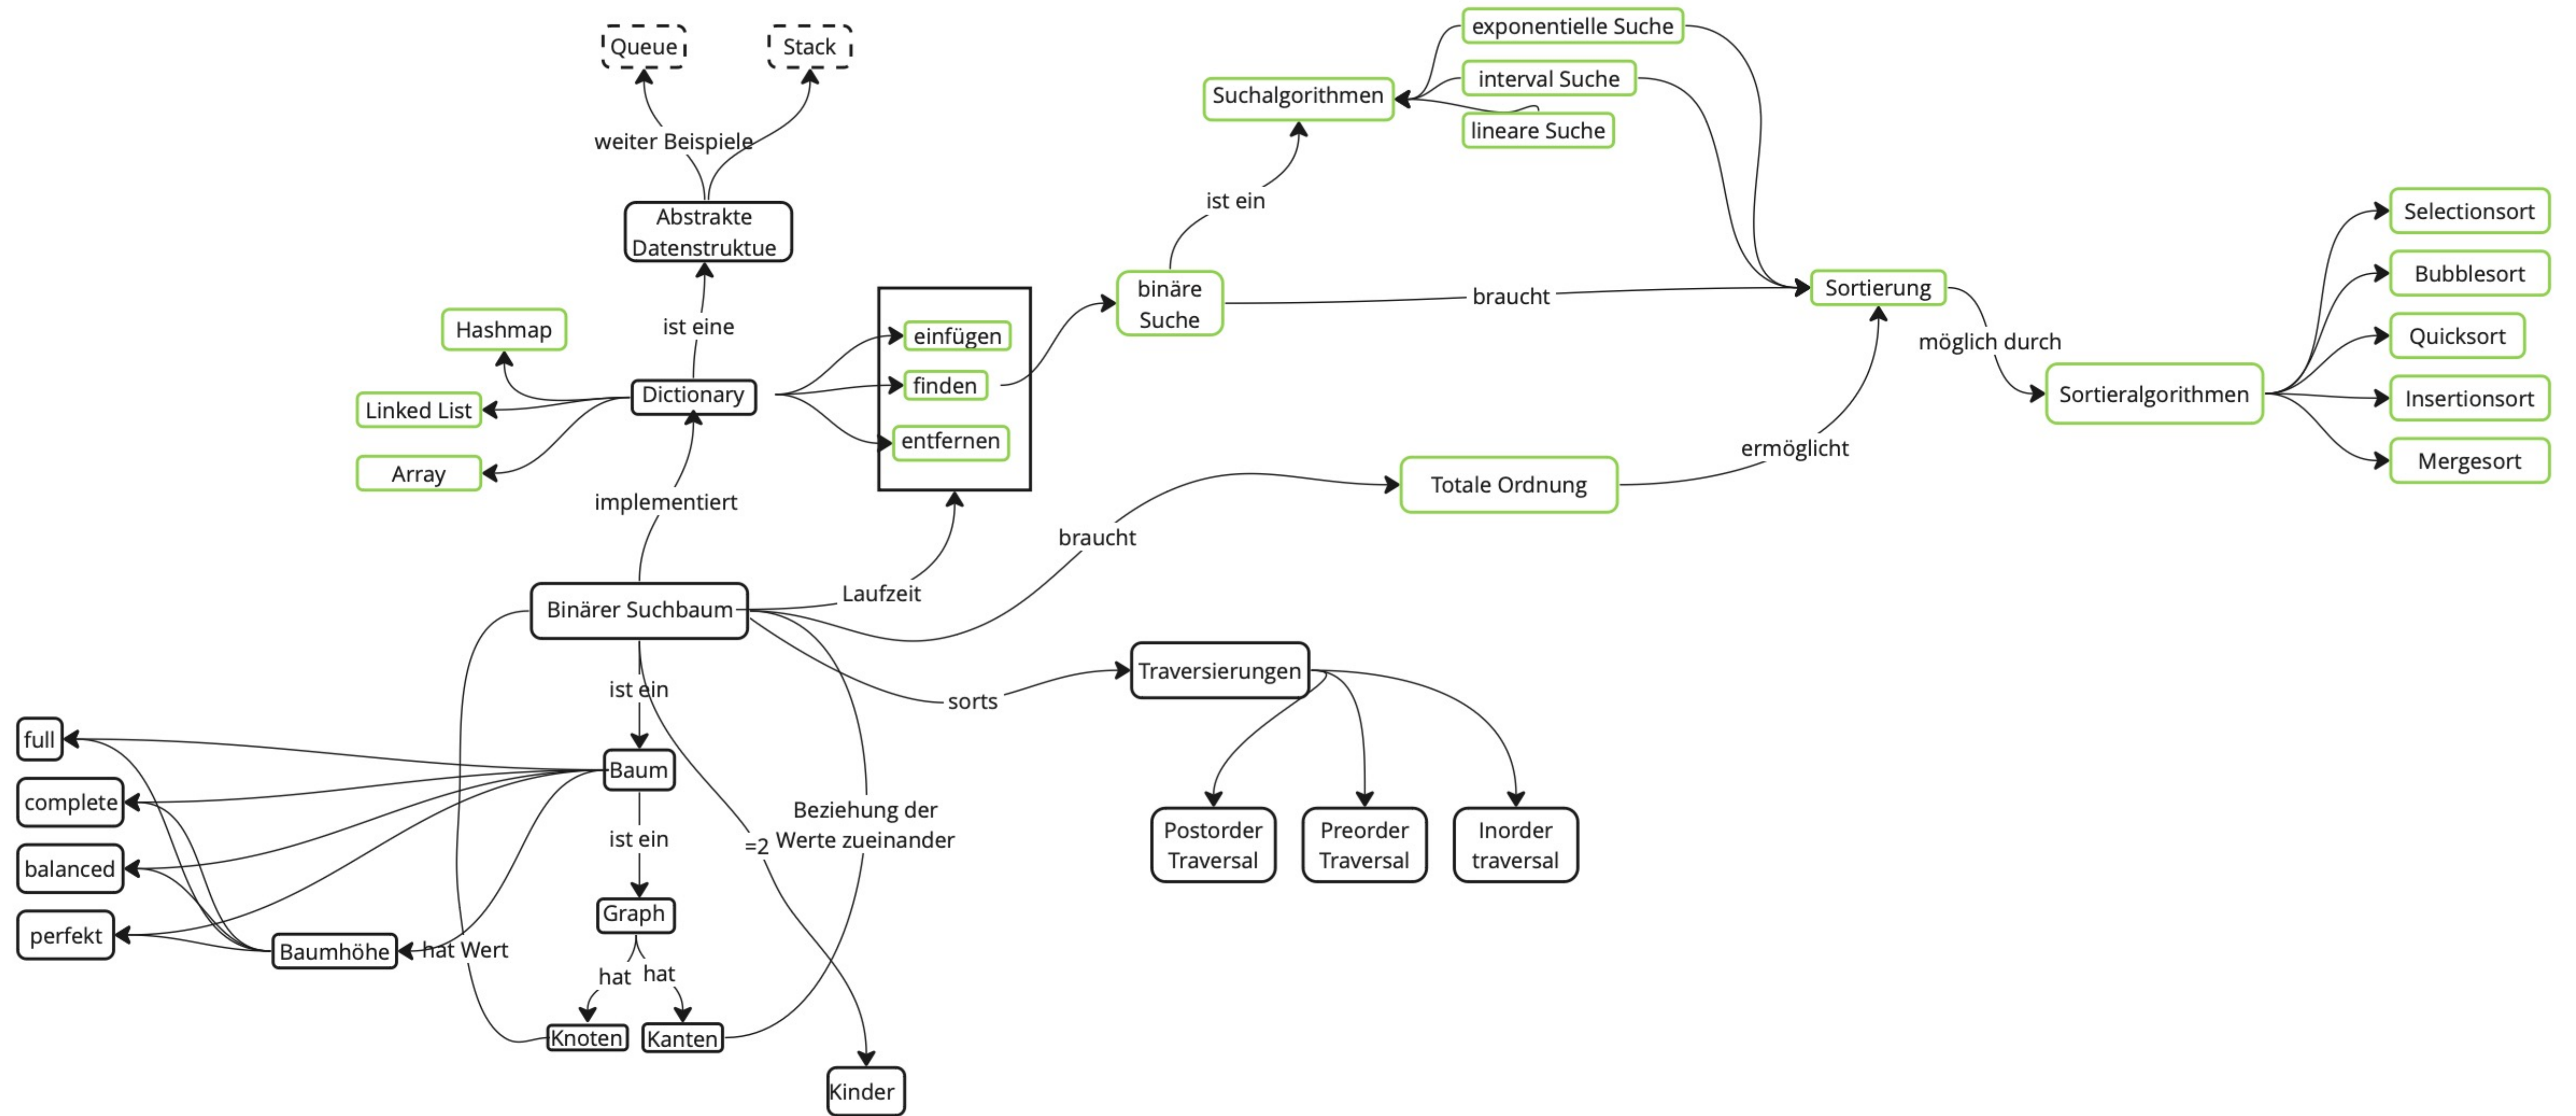 Queue
Stack
weiter Beispiele
Abstrakte
Datenstruktue
ist eine
Hashmap
Linked List
Array
Dictionary
implementiert
einfügen
finden
entfernen
Laufzeit
exponentielle Suche
interval Suche
lineare Suche
Suchalgorithmen
ist ein
binäre
Suche
braucht
Sortierung
möglich durch
Sortieralgorithmen
Selectionsort
Bubblesort
Quicksort
Insertionsort
Mergesort
ermöglicht
Totale Ordnung
braucht
Binärer Suchbaum
sorts
Traversierungen
Postorder
Traversal
Preorder
Traversal
Inorder
traversal
ist ein
Baum
full
complete
balanced
perfekt
Baumhöhe
hat Wert
ist ein
Graph
hat
hat
Knoten
Kanten
=2
Beziehung der
Werte zueinander
Kinder